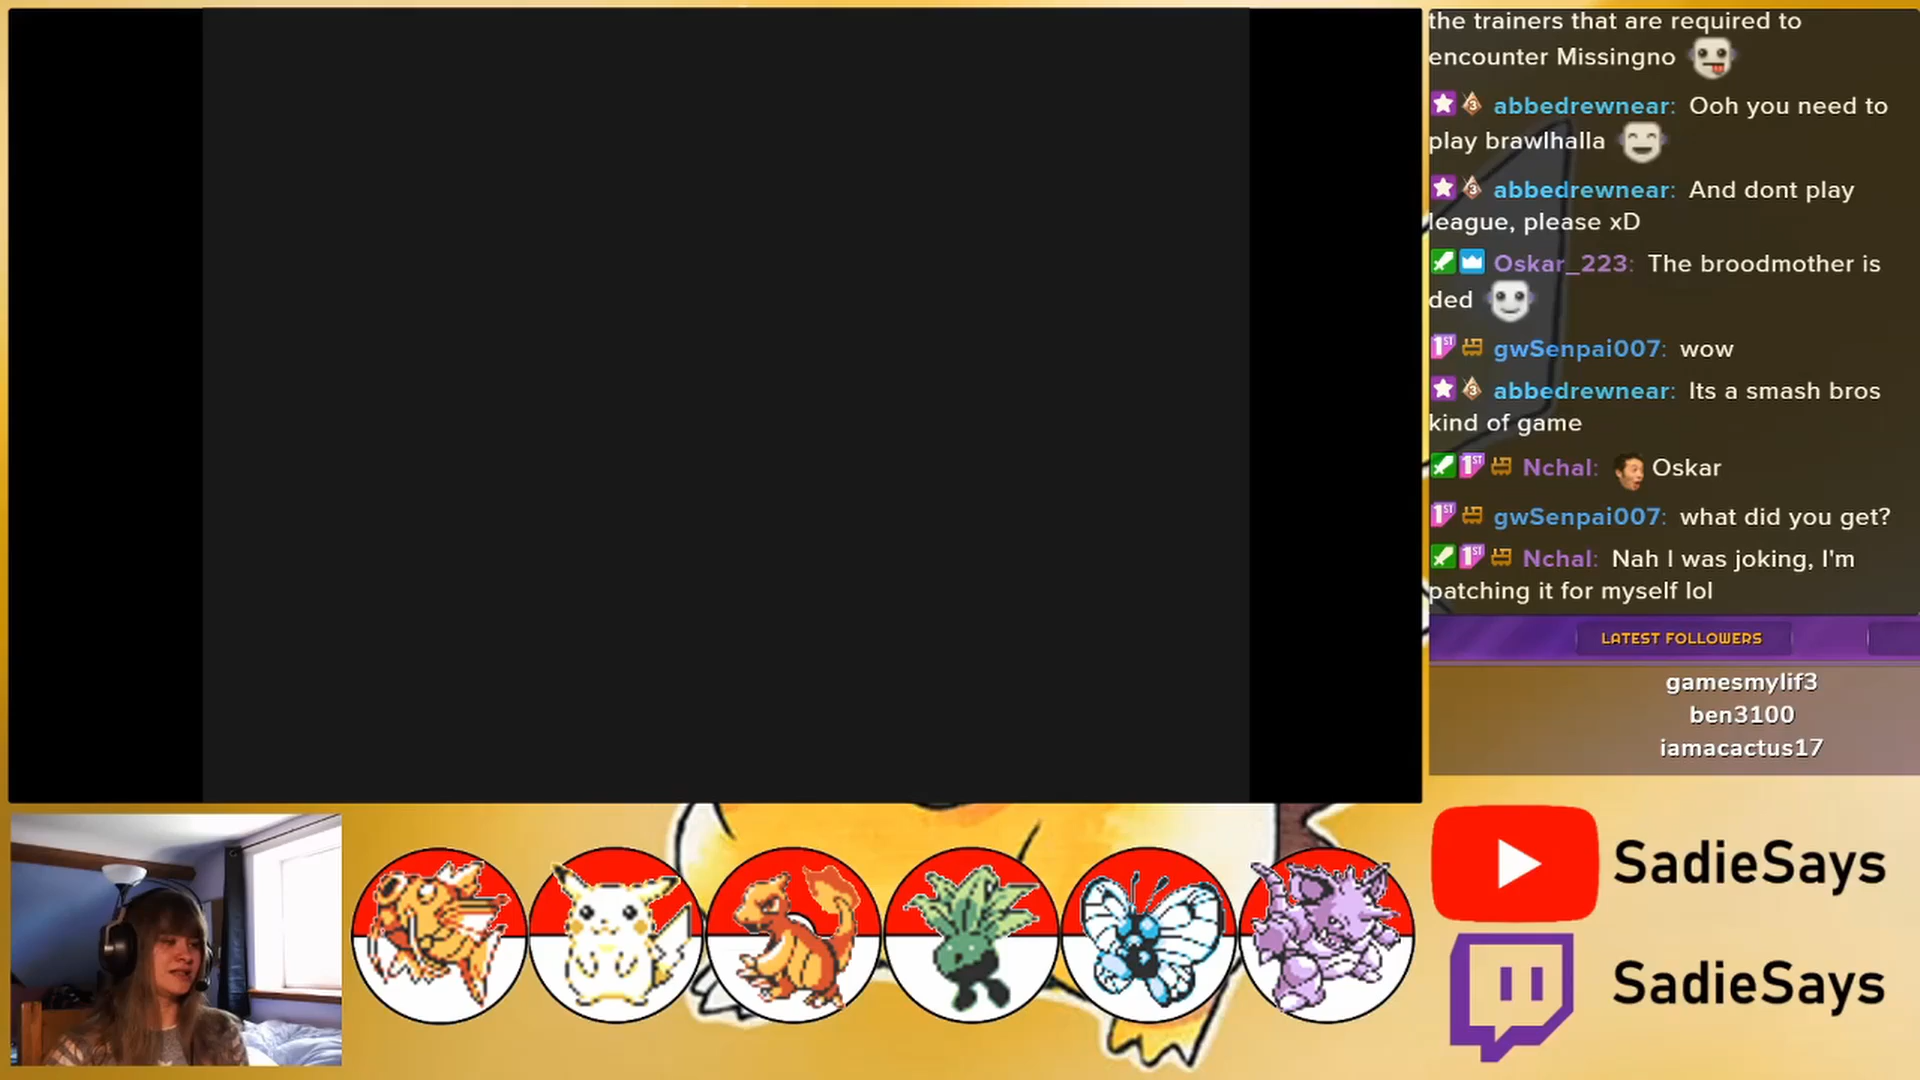 the trainers that are required to
encounter Missingno
abbedrewnear: Ooh you need to
play brawlhalla
abbedrewnear: And dont play
league, please xD
Oskar_223: The broodmother is
ded
gwSenpai007: wow
abbedrewnear: Its a smash bros
kind of game
Nchal: Oskar
gwSenpai007: what did you get?
Nchal: Nah I was joking, I'm
patching it for myself lol
LATEST FOLLOWERS
gamesmylif3
ben3100
iamacactus17
SadieSays
SadieSays